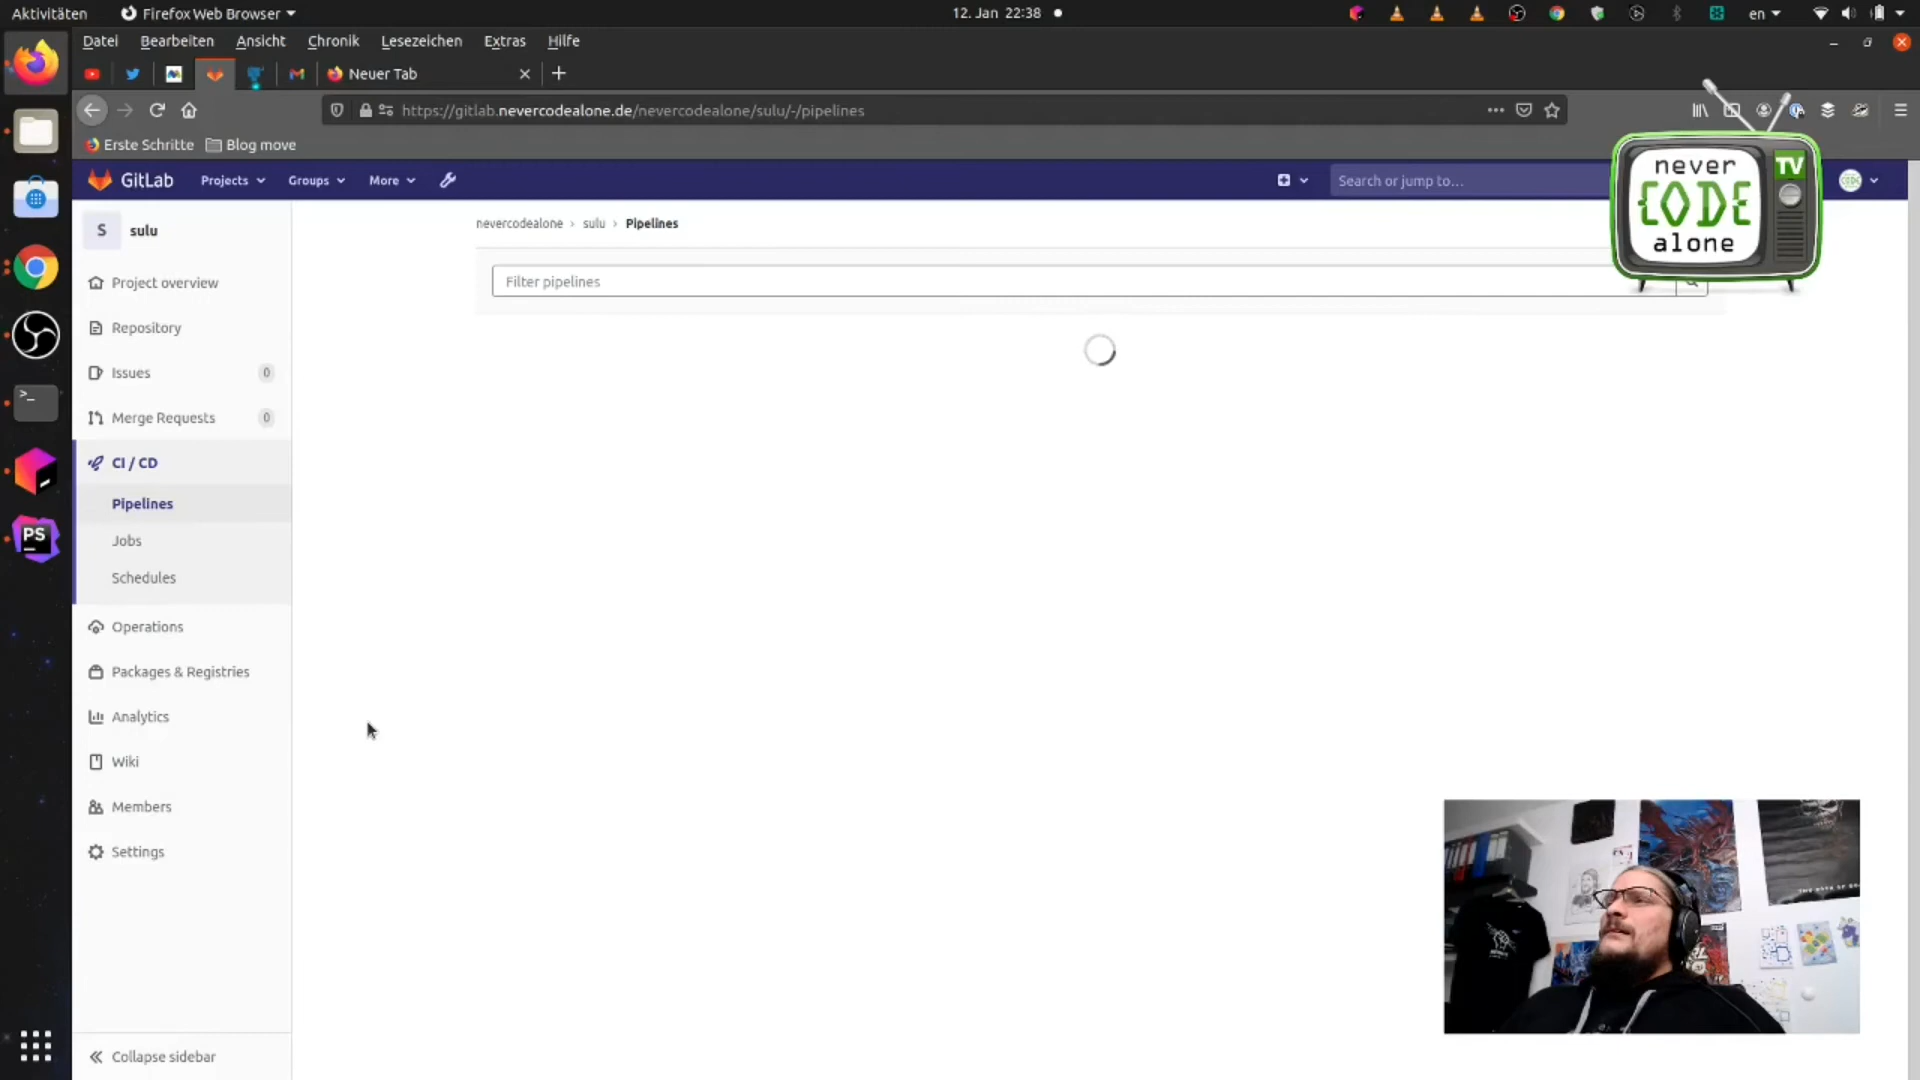 Aktivitäten
Firefox Web Browser
12. Jan 22:38
en
Datei
Bearbeiten
Ansicht
Chronik
Lesezeichen
Extras
Hilfe
Neuer Tab
https://gitlab.nevercodealone.de/nevercodealone/sulu/-/pipelines
Erste Schritte
Blog move
never
TV
CODE
alone
GitLab
Projects
Groups
More
Search or jump to…
S
sulu
nevercodealone › sulu › Pipelines
Filter pipelines
Project overview
Repository
Issues
0
Merge Requests
0
CI / CD
Pipelines
Jobs
Schedules
Operations
Packages & Registries
Analytics
Wiki
Members
Settings
Collapse sidebar
PS